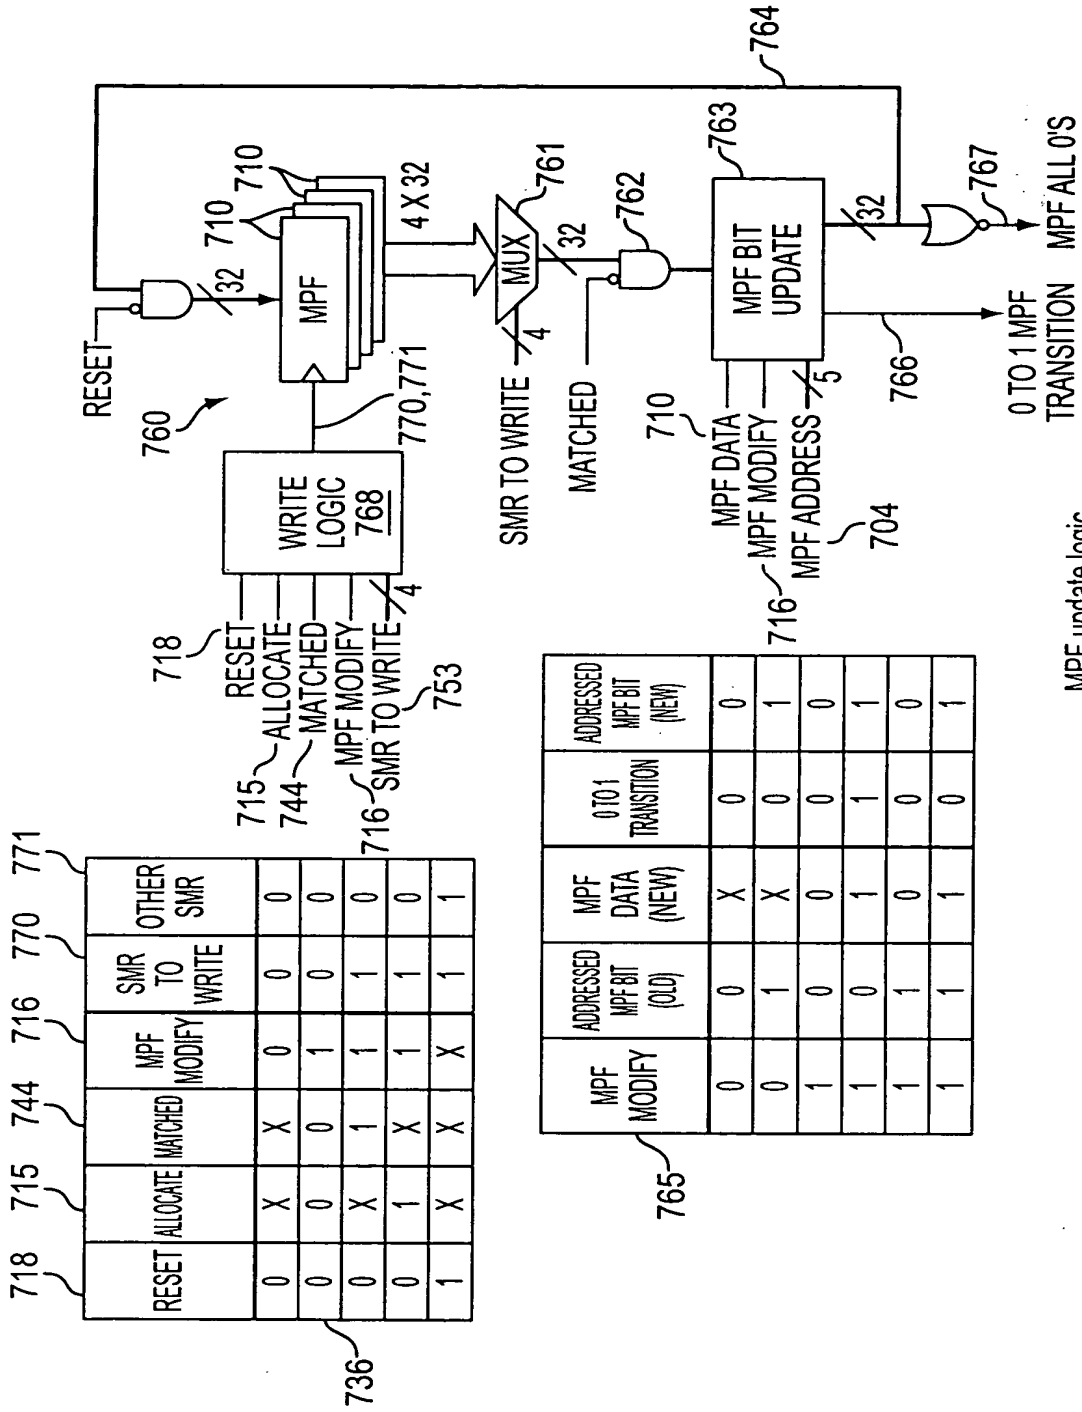 760
RESET
32
MPF
710
710
4 X 32
770,771
WRITE
LOGIC
768
718
RESET
715
ALLOCATE
744
MATCHED
716
MPF MODIFY
SMR TO WRITE
753
4
MUX
761
32
SMR TO WRITE
4
MATCHED
762
MPF BIT
UPDATE
763
710
MPF DATA
716
MPF MODIFY
MPF ADDRESS
704
5
32
764
766
767
0 TO 1 MPF
TRANSITION
MPF ALL 0'S
718 715 744 716 770 771
RESET ALLOCATE MATCHED MPF MODIFY SMR TO WRITE OTHER SMR
0 X X 0 0 0
0 0 0 1 0 0
0 X 1 1 1 0
0 1 X 1 1 0
1 X X X 1 1
736
MPF MODIFY ADDRESSED MPF BIT (OLD) MPF DATA (NEW) 0 TO 1 TRANSITION ADDRESSED MPF BIT (NEW)
0 0 X 0 0
0 1 X 0 1
1 0 0 0 0
1 0 1 1 1
1 1 0 0 0
1 1 1 0 1
765
MPF update logic